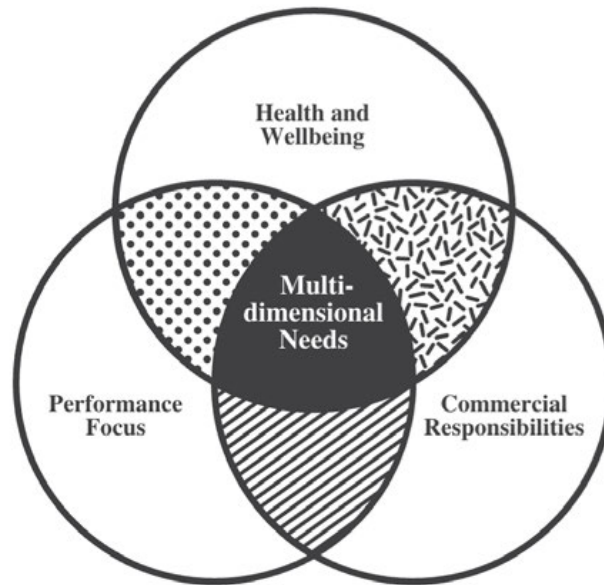 Health and
Wellbeing
Multi-
dimensional
Needs
Performance
Focus
Commercial
Responsibilities